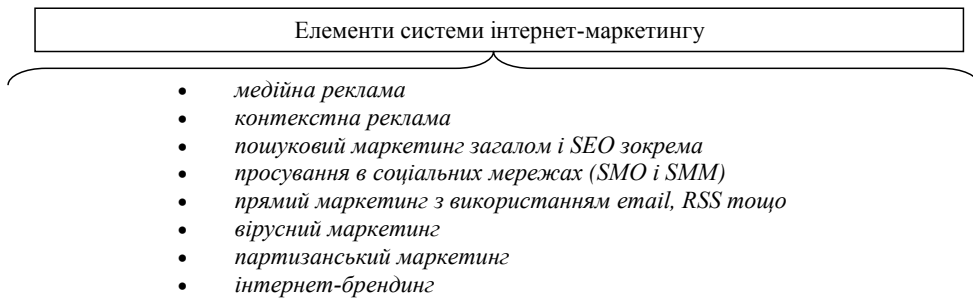 Елементи системи інтернет-маркетингу
• медійна реклама
• контекстна реклама
• пошуковий маркетинг загалом і SEO зокрема
• просування в соціальних мережах (SMO і SMM)
• прямий маркетинг з використанням email, RSS тощо
• вірусний маркетинг
• партизанський маркетинг
• інтернет-брендинг